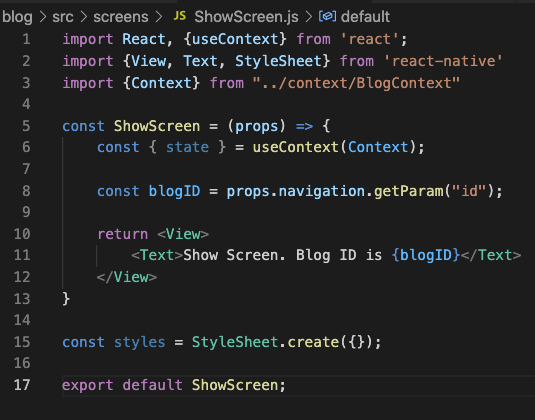 blog > src > screens > JS ShowScreen.js > default
1 import React, {useContext} from 'react';
2 import {View, Text, StyleSheet} from 'react-native'
3 import {Context} from "../context/BlogContext"
4
5 const ShowScreen = (props) => {
6     const { state } = useContext(Context);
7
8     const blogID = props.navigation.getParam("id");
9
10     return <View>
11         <Text>Show Screen. Blog ID is {blogID}</Text>
12     </View>
13 }
14
15 const styles = StyleSheet.create({});
16
17 export default ShowScreen;